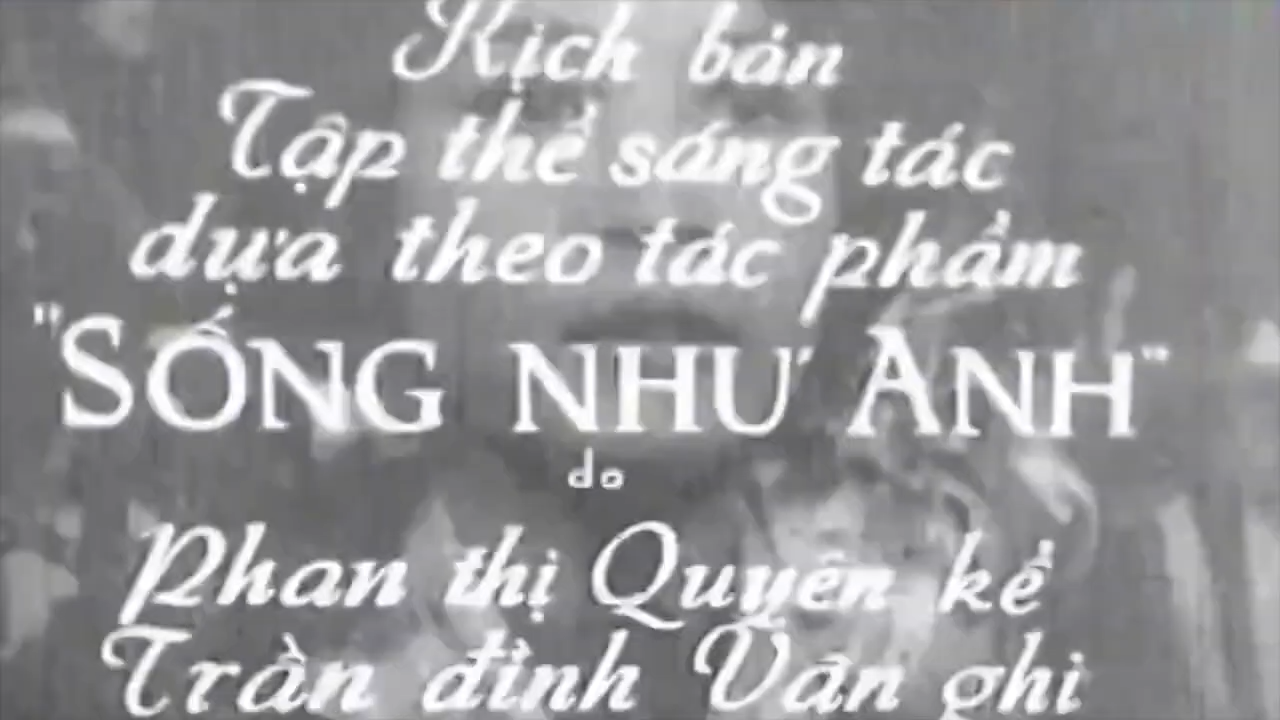 Kịch bản
Tập thể sáng tác
dựa theo tác phẩm
"SỐNG NHƯ ANH"
do
Phan thị Quyên kể
Trần đình Vân ghi